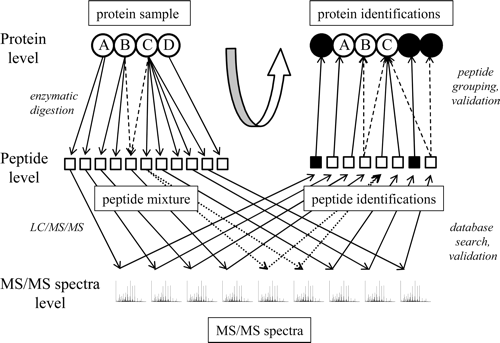 protein sample
protein identifications
Protein
level
A B C D
A B C
enzymatic
digestion
peptide
grouping,
validation
Peptide
level
peptide mixture
peptide identifications
LC/MS/MS
database
search,
validation
MS/MS spectra
level
MS/MS spectra